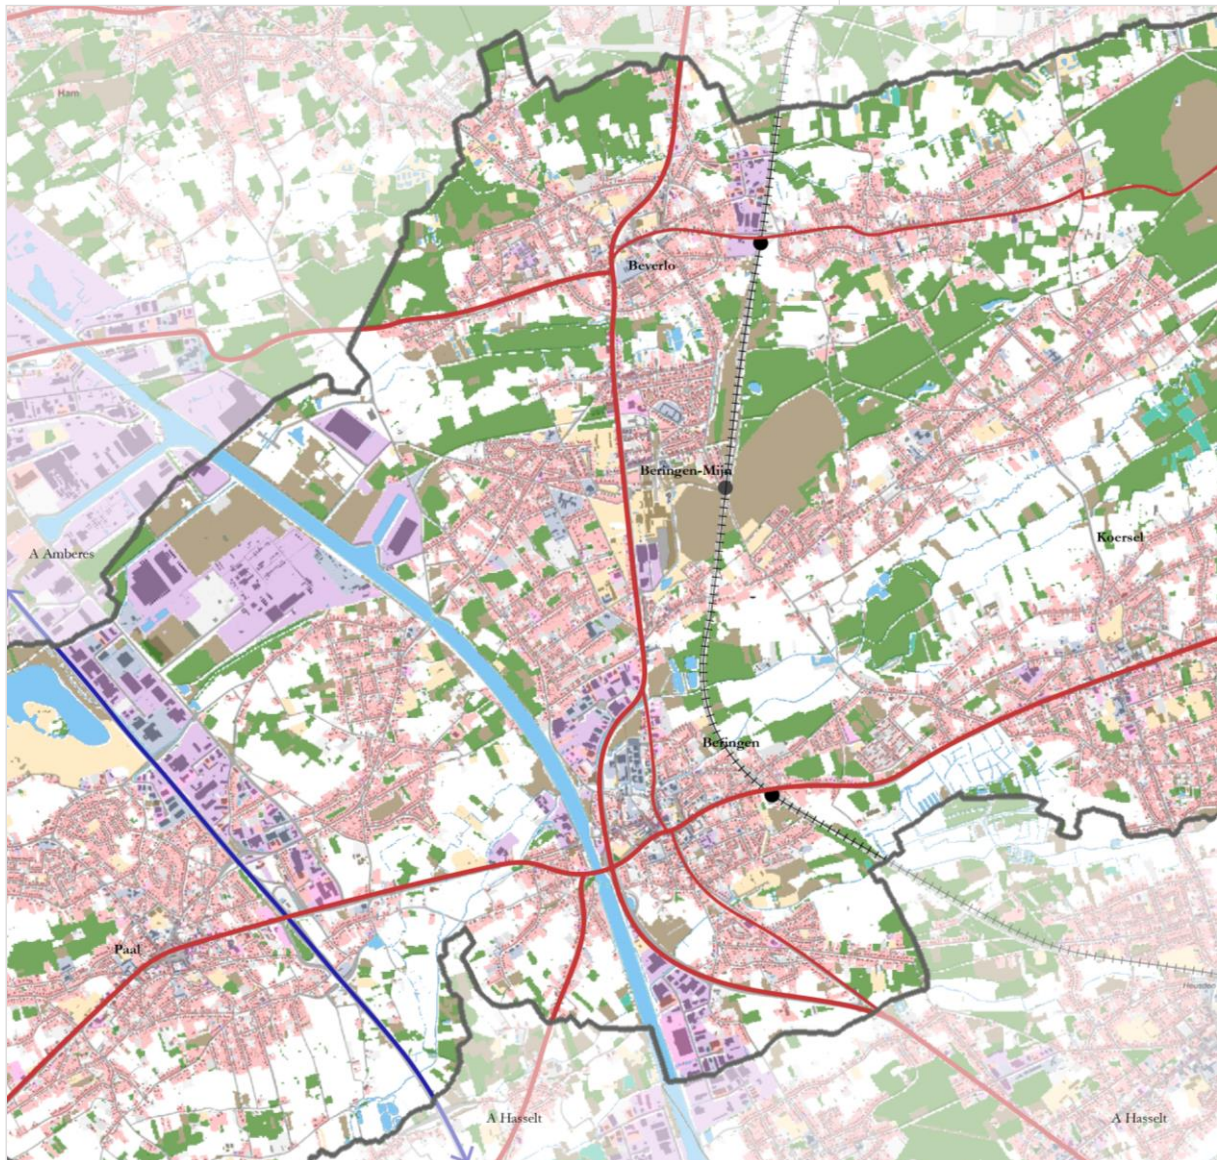 Ham
Beverlo
Beringen-Mijn
A Amberes
Koersel
Beringen
Paal
A Hasselt
A Hasselt